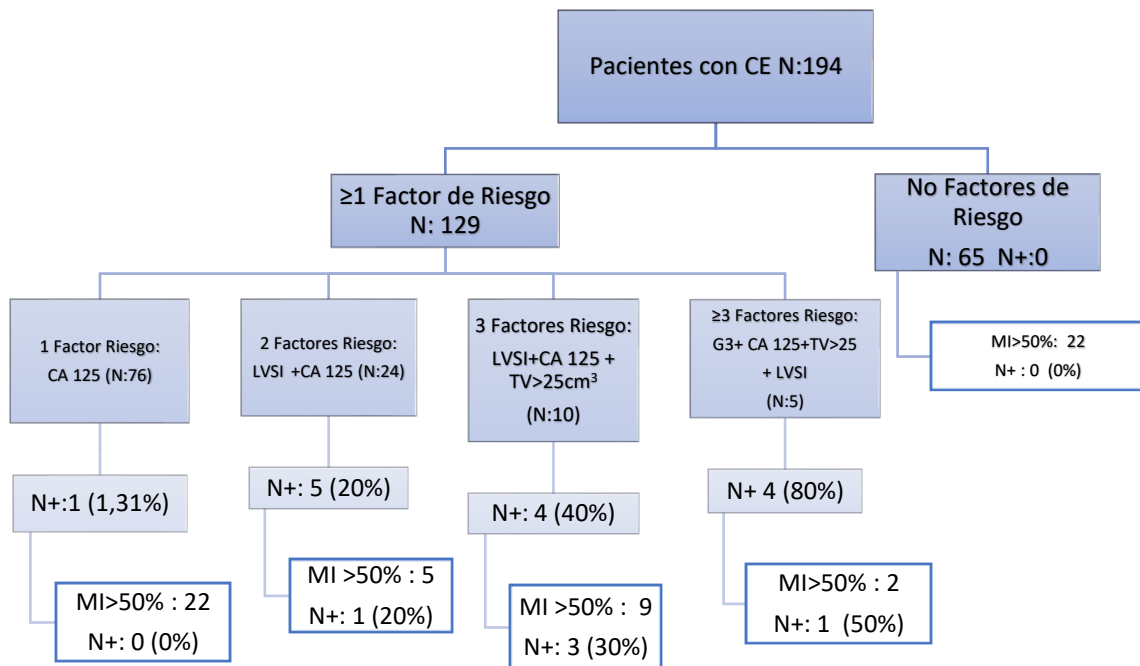 Pacientes con CE N:194
≥1 Factor de Riesgo
N: 129
No Factores de
Riesgo
N: 65 N+:0
1 Factor Riesgo:
CA 125 (N:76)
2 Factores Riesgo:
LVSI +CA 125 (N:24)
3 Factores Riesgo:
LVSI+CA 125 +
TV>25cm³
(N:10)
≥3 Factores Riesgo:
G3+ CA 125+TV>25
+ LVSI
(N:5)
MI>50%: 22
N+ : 0 (0%)
N+:1 (1,31%)
N+: 5 (20%)
N+: 4 (40%)
N+ 4 (80%)
MI>50% : 22
N+: 0 (0%)
MI >50% : 5
N+: 1 (20%)
MI >50% : 9
N+: 3 (30%)
MI>50% : 2
N+: 1 (50%)